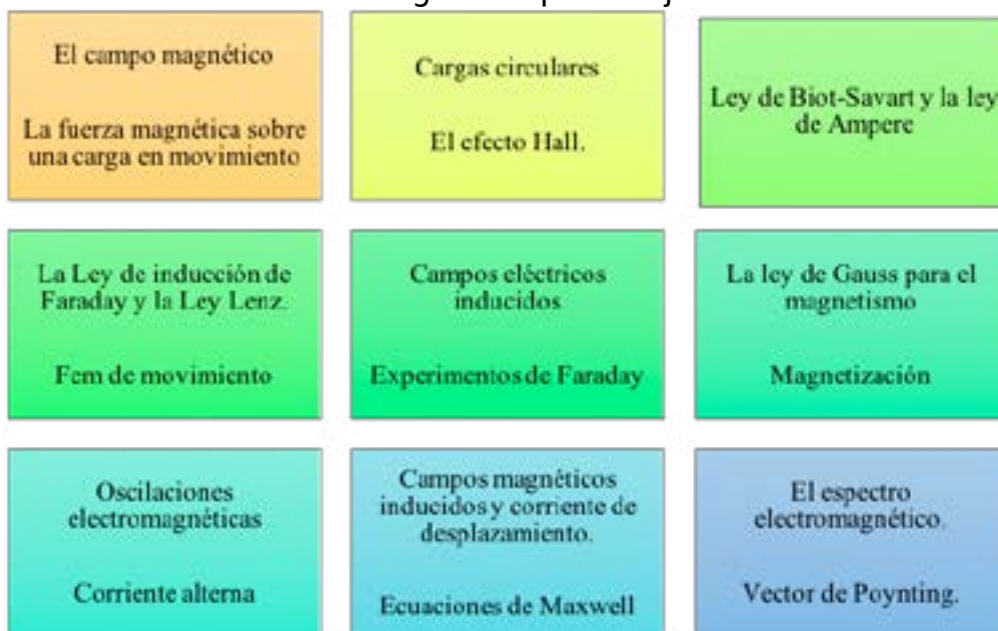 El campo magnético
La fuerza magnética sobre
una carga en movimiento
Cargas circulares
El efecto Hall.
Ley de Biot-Savart y la ley
de Ampere
La Ley de inducción de
Faraday y la Ley Lenz.
Fem de movimiento
Campos eléctricos
inducidos
Experimentos de Faraday
La ley de Gauss para el
magnetismo
Magnetización
Oscilaciones
electromagnéticas
Corriente alterna
Campos magnéticos
inducidos y corriente de
desplazamiento.
Ecuaciones de Maxwell
El espectro
electromagnético.
Vector de Poynting.